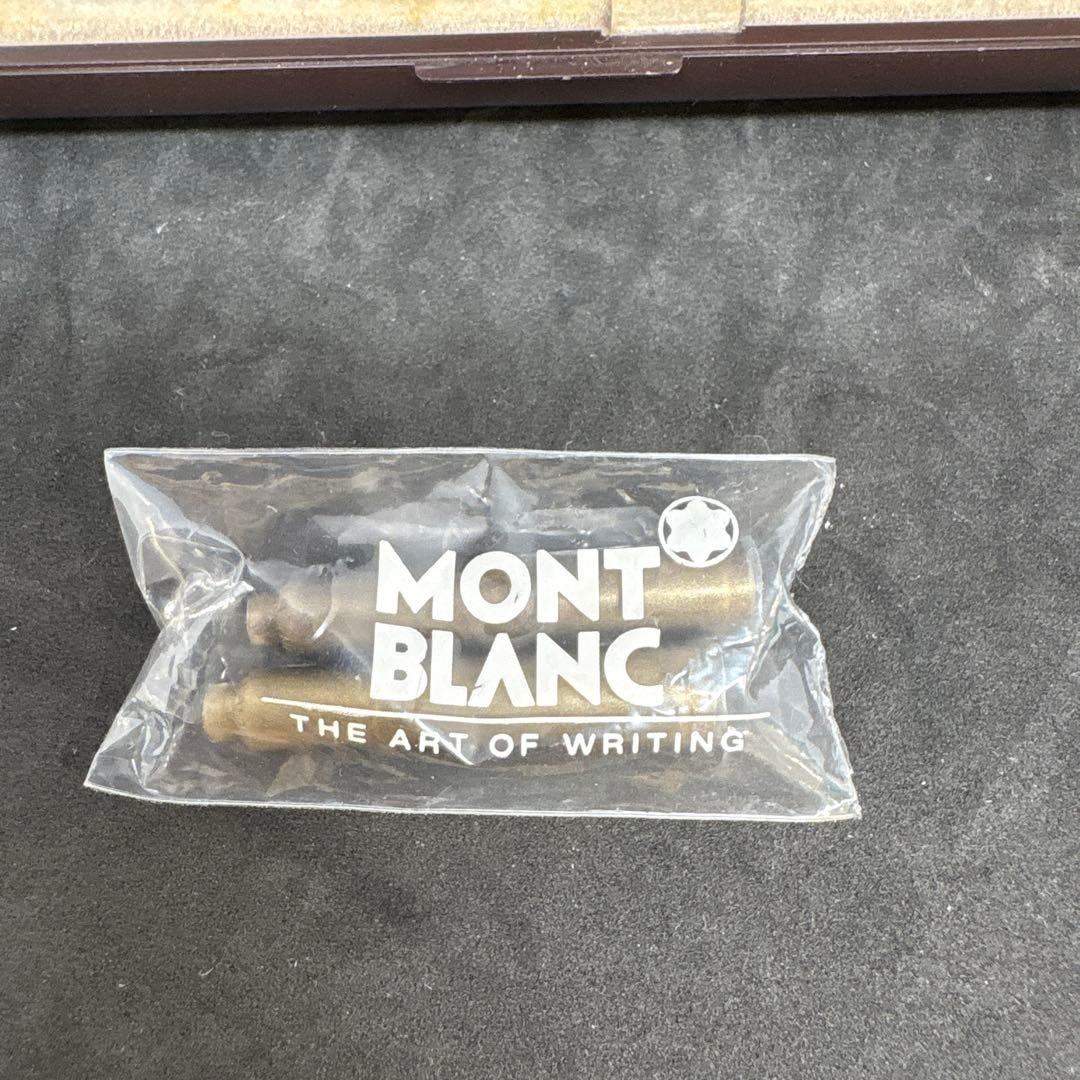 MONT
BLANC
THE ART OF WRITING